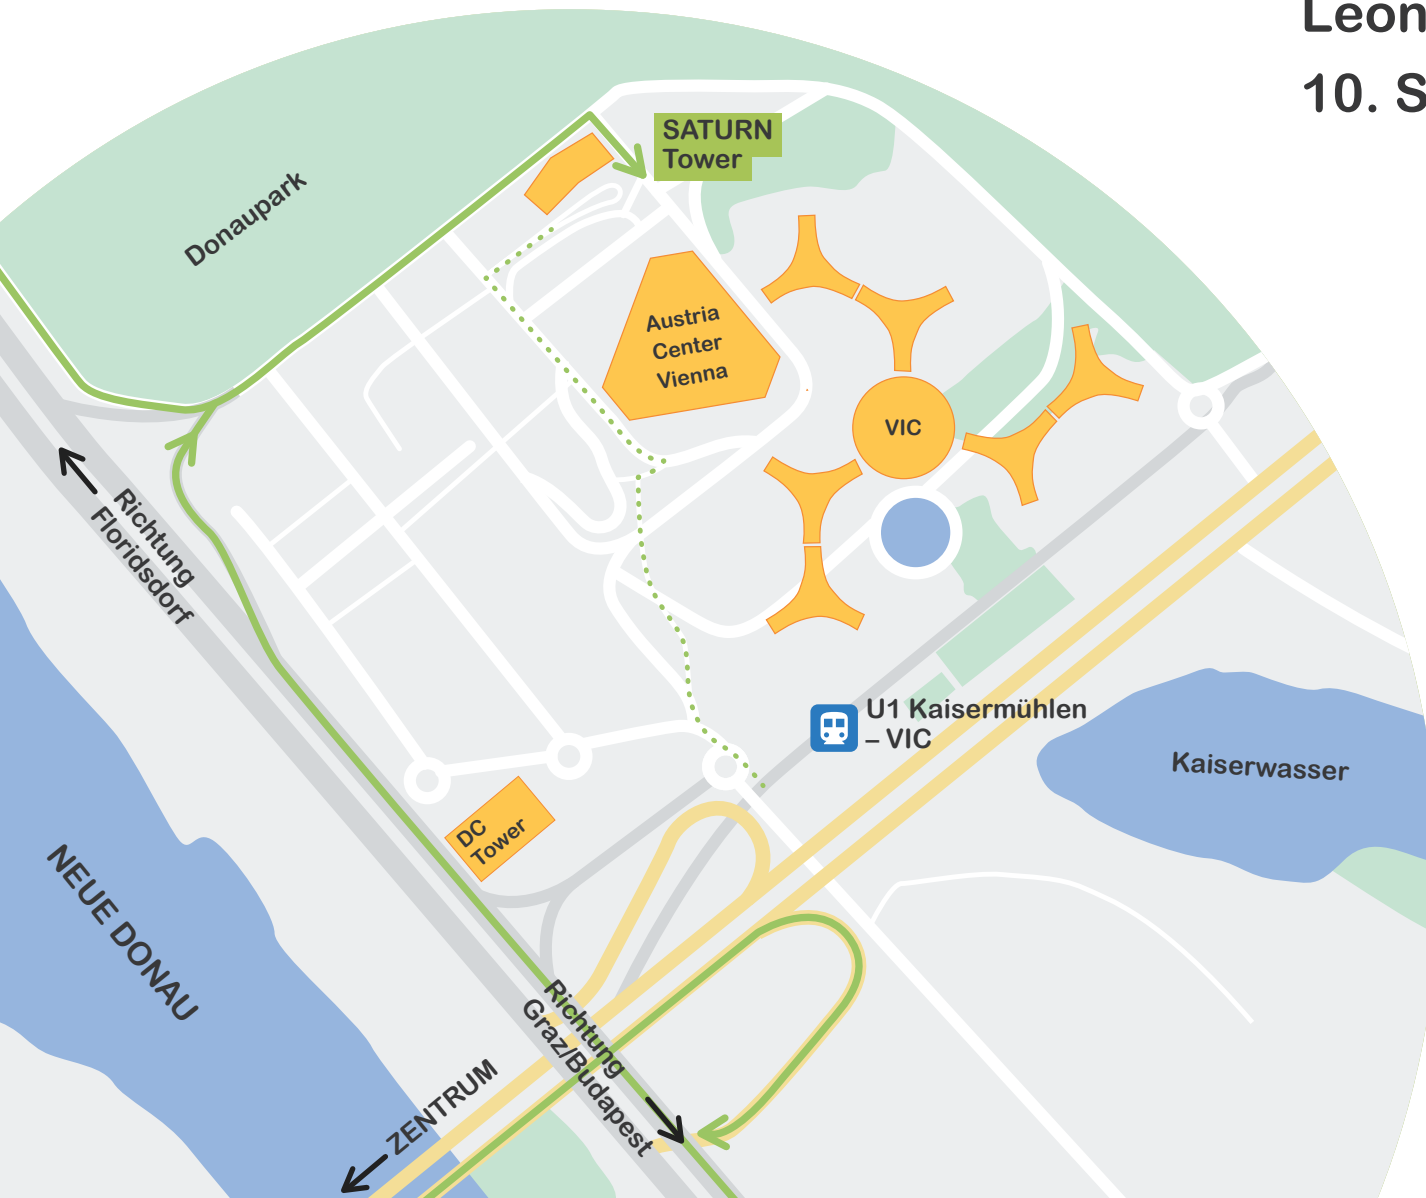 Leon
10. S
SATURN
Tower
Donaupark
Austria
Center
Vienna
VIC
Richtung
Floridsdorf
U1 Kaisermühlen
– VIC
Kaiserwasser
DC
Tower
NEUE DONAU
Richtung
Graz/Budapest
ZENTRUM